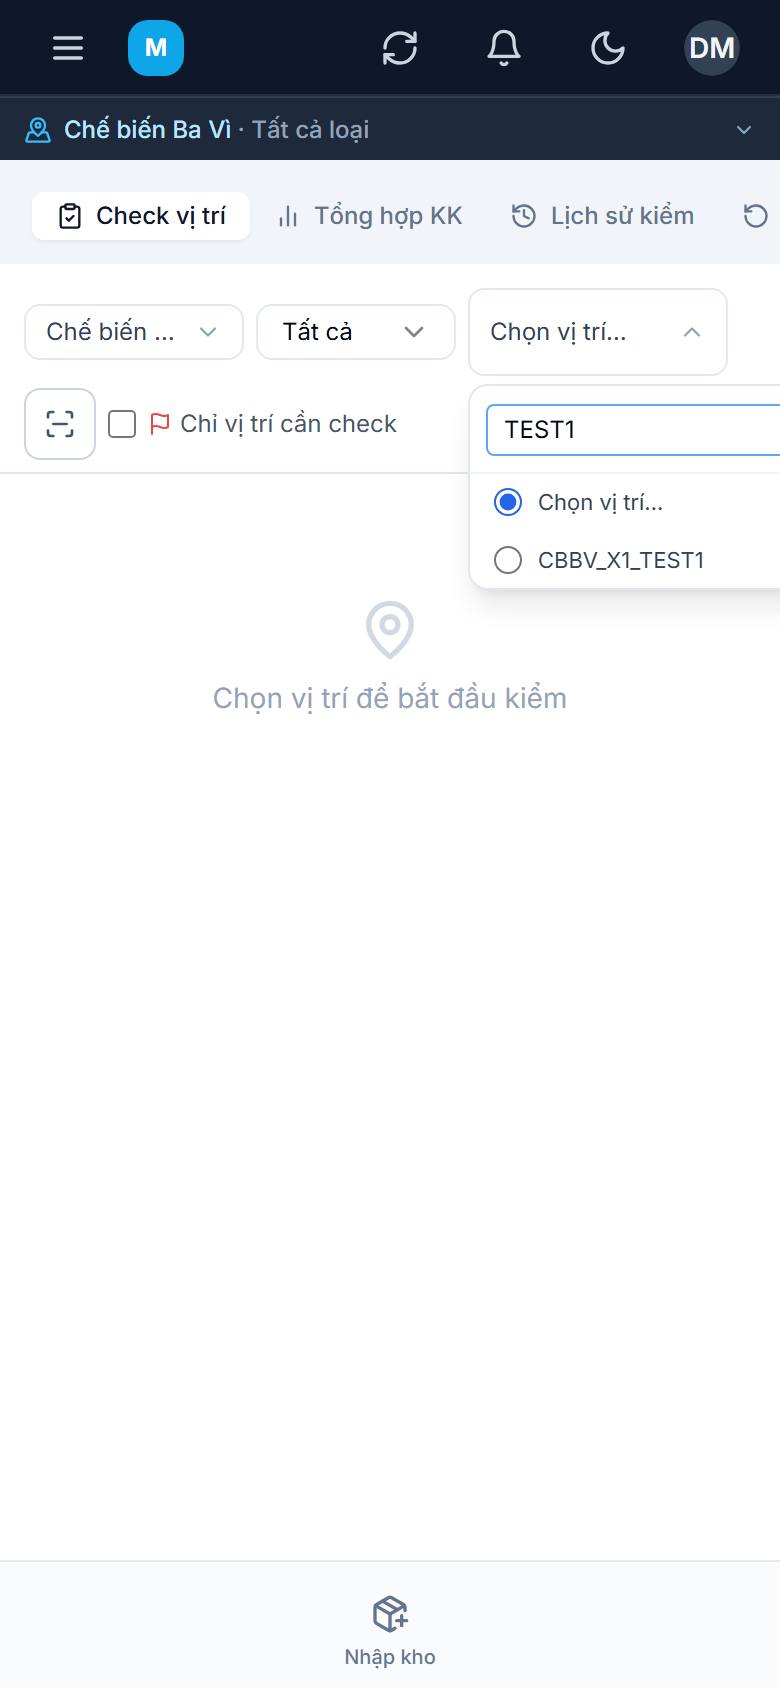 M
DM
Chế biến Ba Vì · Tất cả loại
Check vị trí
Tổng hợp KK
Lịch sử kiểm
Chế biến ...
Tất cả
Chọn vị trí...
Chỉ vị trí cần check
TEST1
Chọn vị trí...
CBBV_X1_TEST1
Chọn vị trí để bắt đầu kiểm
Nhập kho